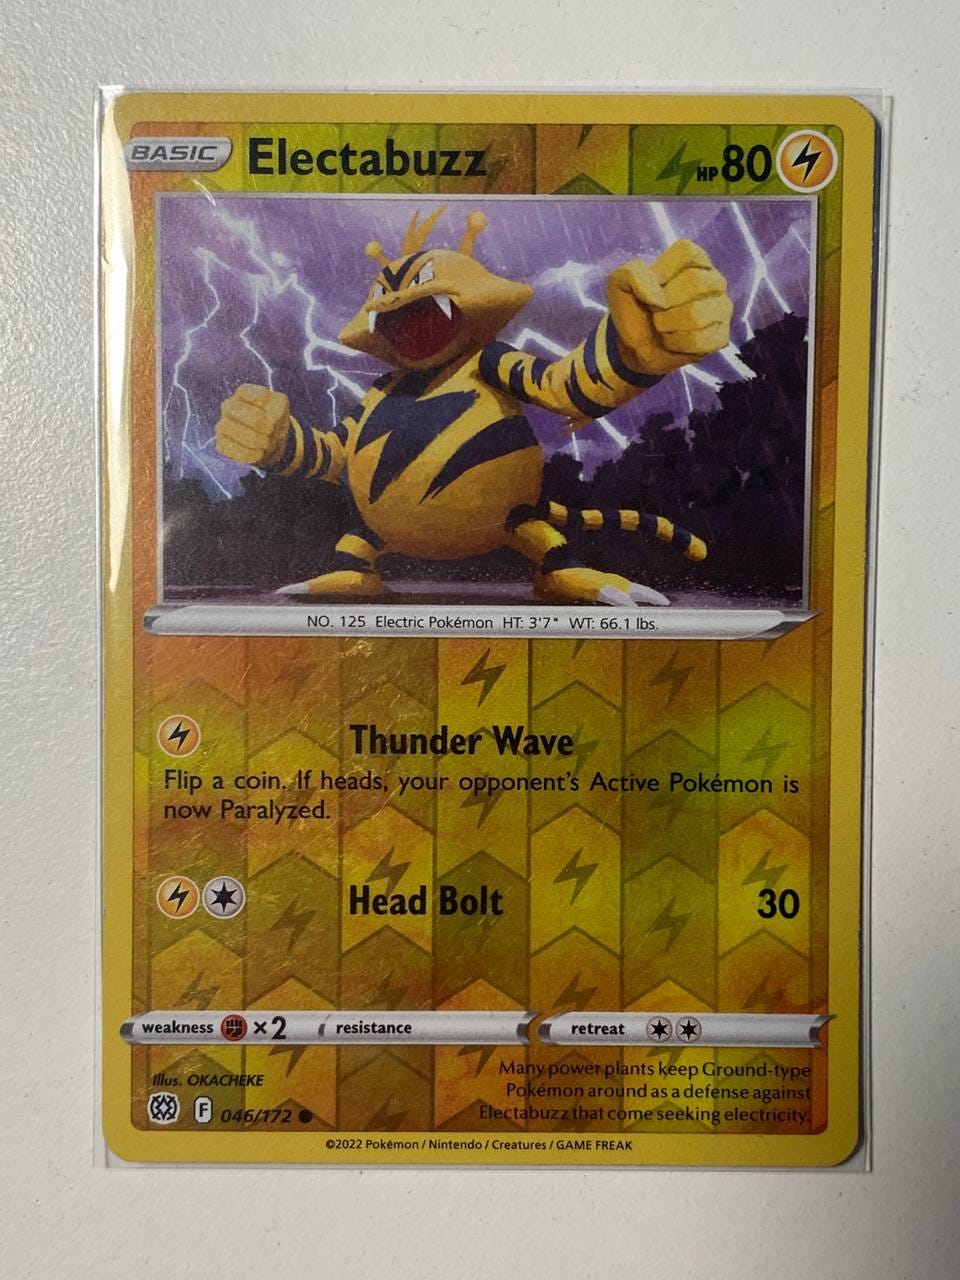 BASIC Electabuzz HP 80
NO. 125 Electric Pokémon HT: 3'7" WT: 66.1 lbs.
Thunder Wave
Flip a coin. If heads, your opponent's Active Pokémon is
now Paralyzed.
Head Bolt 30
weakness ×2 resistance retreat
Many power plants keep Ground-type
Pokémon around as a defense against
Electabuzz that come seeking electricity.
Illus. OKACHEKE
F 046/172
©2022 Pokémon / Nintendo / Creatures / GAME FREAK